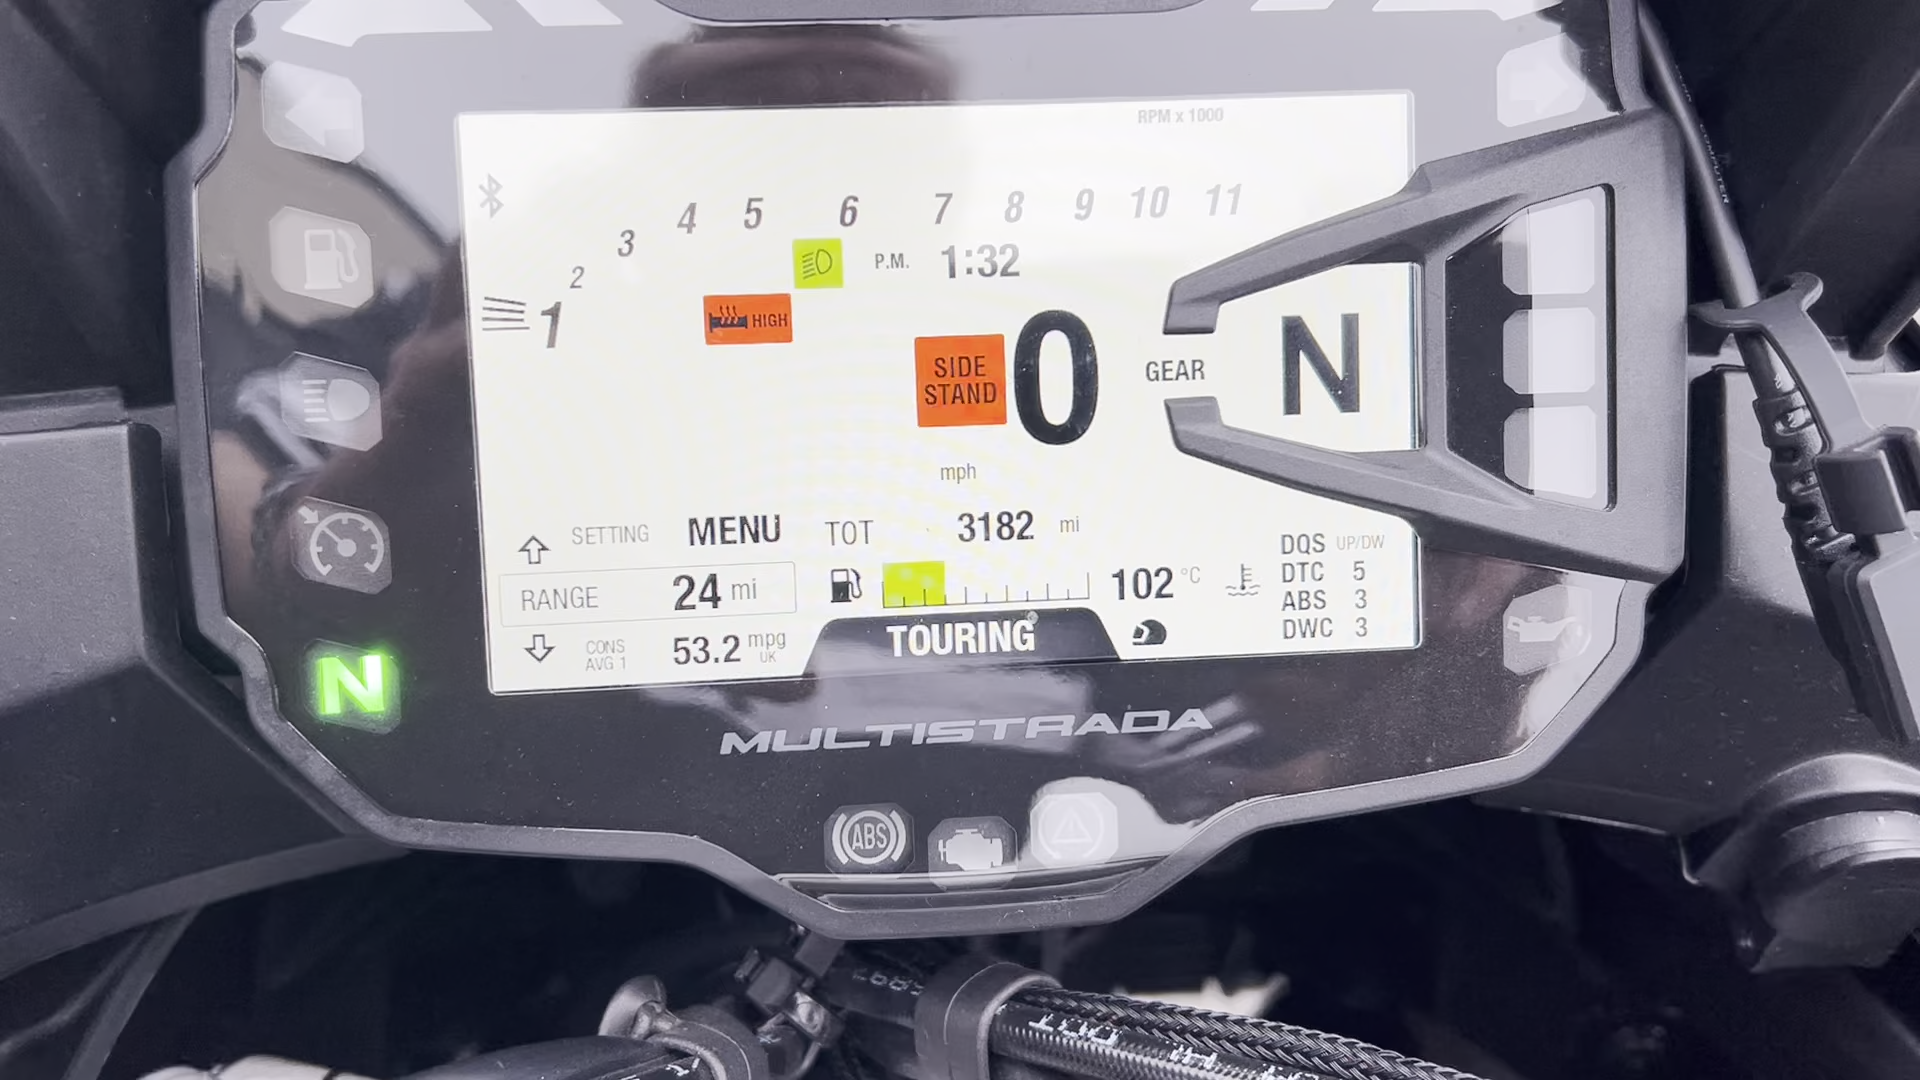 RPM x 1000
1 2 3 4 5 6 7 8 9 10 11
P.M. 1:32
HIGH
SIDE
STAND
0
GEAR
N
mph
SETTING MENU
TOT 3182 mi
RANGE 24 mi
102 °C
CONS
AVG 1
53.2 mpg
UK
TOURING
DQS UP/DW
DTC 5
ABS 3
DWC 3
N
MULTISTRADA
ABS
COMPUTER